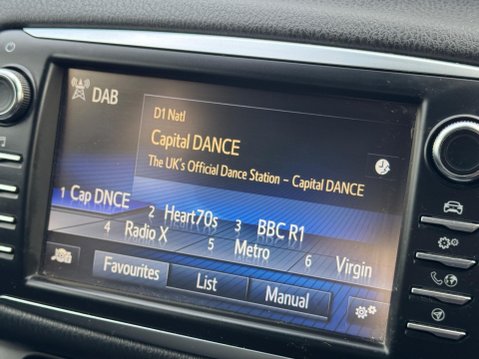 DAB
D1 Natl
Capital DANCE
The UK's Official Dance Station - Capital DANCE
1 Cap DNCE 2 Heart70s 3 BBC R1
4 Radio X 5 Metro 6 Virgin
Favourites List Manual